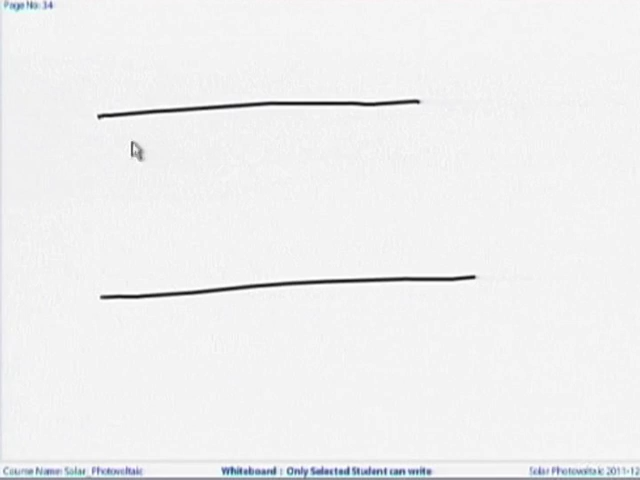 Page No: 34
Course Name: Solar_Photovoltaic
Whiteboard : Only Selected Student can write
Solar Photovoltaic 2011-12